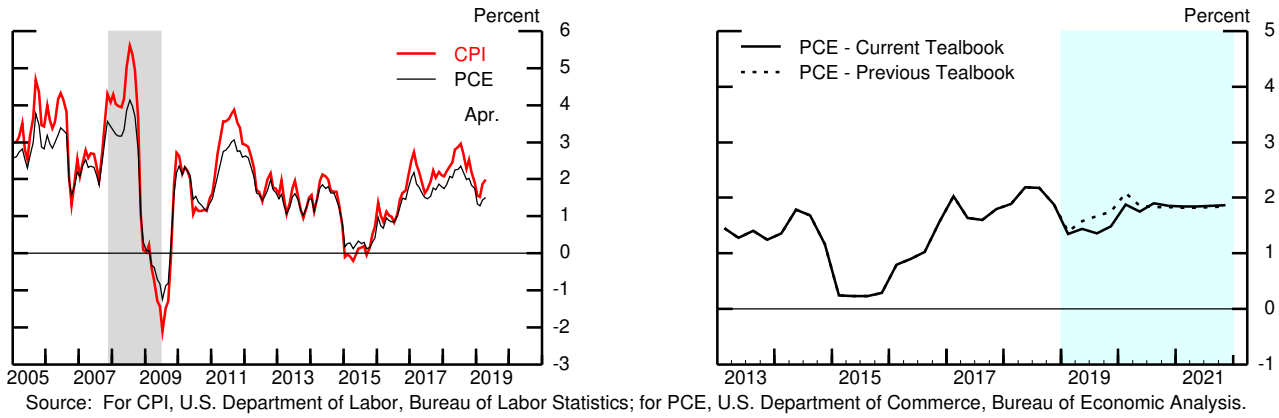 Percent
CPI
PCE
Apr.
6
5
4
3
2
1
0
-1
-2
-3
2005 2007 2009 2011 2013 2015 2017 2019
Percent
PCE - Current Tealbook
PCE - Previous Tealbook
5
4
3
2
1
0
-1
2013 2015 2017 2019 2021
Source: For CPI, U.S. Department of Labor, Bureau of Labor Statistics; for PCE, U.S. Department of Commerce, Bureau of Economic Analysis.